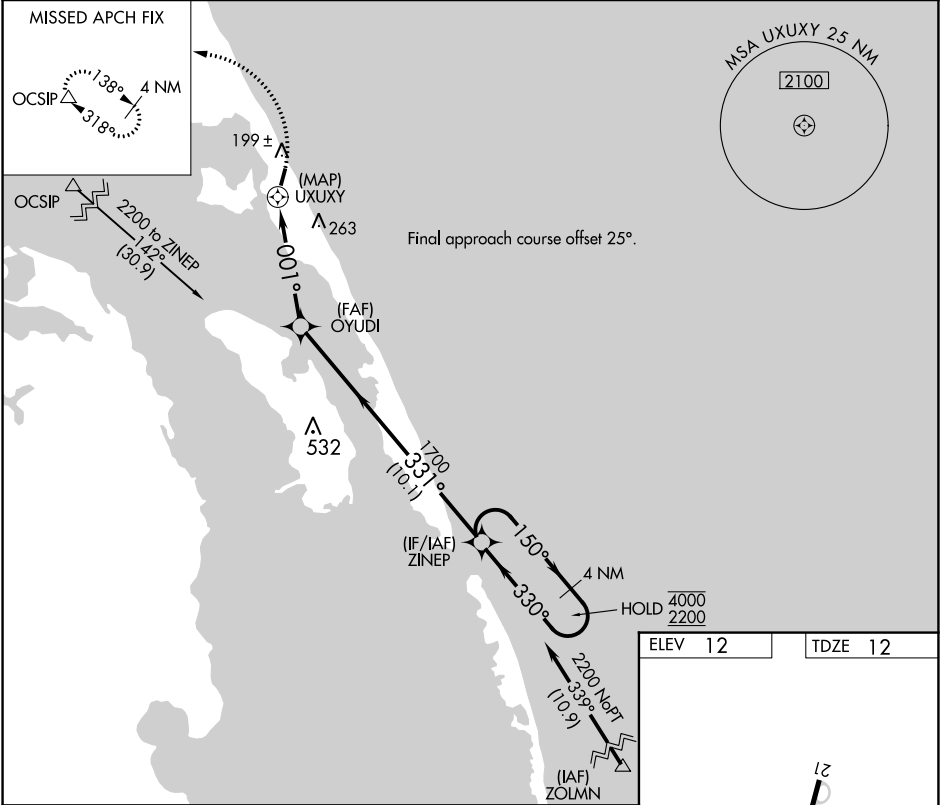 MISSED APCH FIX
OCSIP
138°
4 NM
318°
MSA UXUXY 25 NM
2100
199 ±
(MAP)
UXUXY
263
OCSIP
2200 to ZINEP
142°
(30.9)
Final approach course offset 25°.
001°
(FAF)
OYUDI
532
1700
331°
(10.1)
(IF/IAF)
ZINEP
150°
4 NM
330°
HOLD 4000
2200
2200 NoPT
339°
(10.9)
(IAF)
ZOLMN
ELEV 12
TDZE 12
21